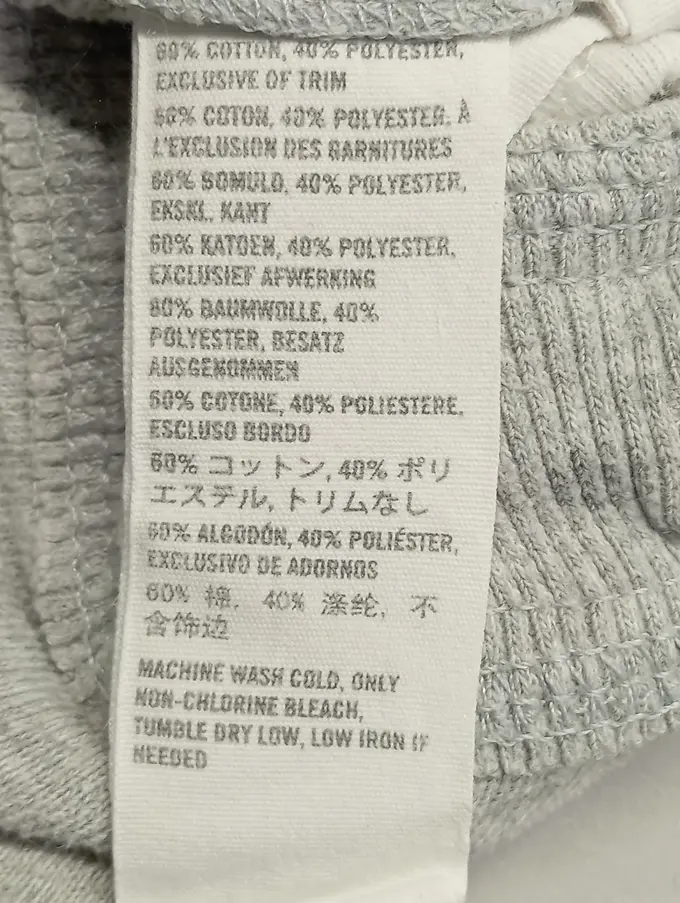 60% COTTON, 40% POLYESTER,
EXCLUSIVE OF TRIM
60% COTON, 40% POLYESTER, À
L'EXCLUSION DES GARNITURES
60% BOMULD, 40% POLYESTER,
EKSKL. KANT
60% KATOEN, 40% POLYESTER,
EXCLUSIEF AFWERKING
60% BAUMWOLLE, 40%
POLYESTER, BESATZ
AUSGENOMMEN
60% COTONE, 40% POLIESTERE,
ESCLUSO BORDO
60% コットン, 40% ポリ
エステル, トリムなし
60% ALGODÓN, 40% POLIÉSTER,
EXCLUSIVO DE ADORNOS
60% 棉, 40% 涤纶, 不
含饰边
MACHINE WASH COLD, ONLY
NON-CHLORINE BLEACH,
TUMBLE DRY LOW, LOW IRON IF
NEEDED